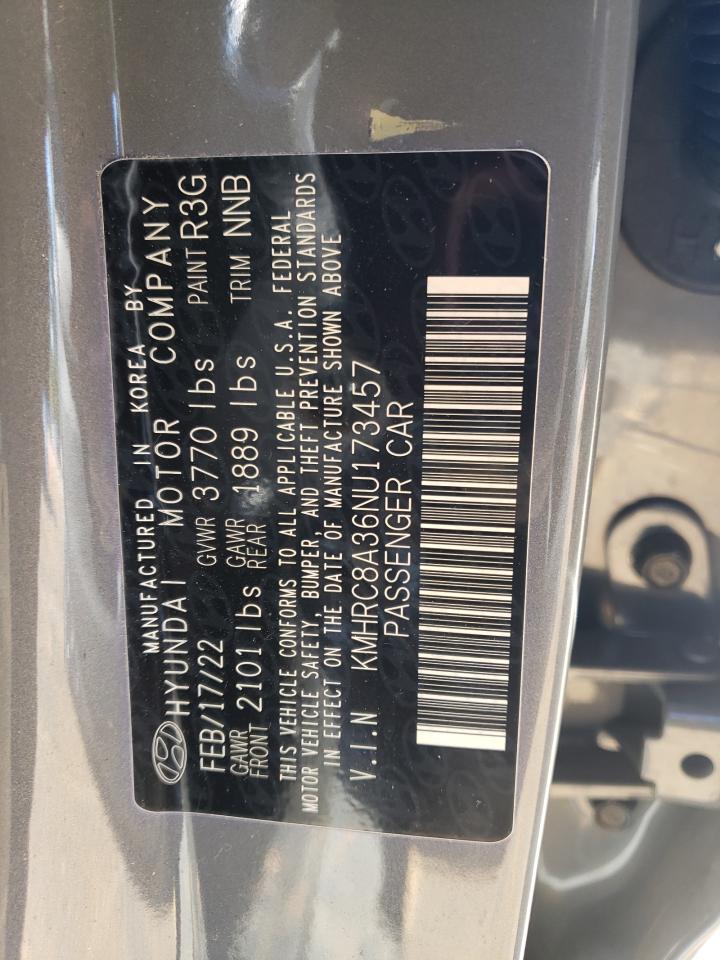 MANUFACTURED IN KOREA BY
HYUNDAI MOTOR COMPANY
FEB/17/22 GVWR 3770 lbs PAINT R3G
GAWR FRONT 2101 lbs GAWR REAR 1889 lbs TRIM NNB
THIS VEHICLE CONFORMS TO ALL APPLICABLE U.S.A. FEDERAL
MOTOR VEHICLE SAFETY, BUMPER, AND THEFT PREVENTION STANDARDS
IN EFFECT ON THE DATE OF MANUFACTURE SHOWN ABOVE
V.I.N KMHRC8A36NU173457
PASSENGER CAR